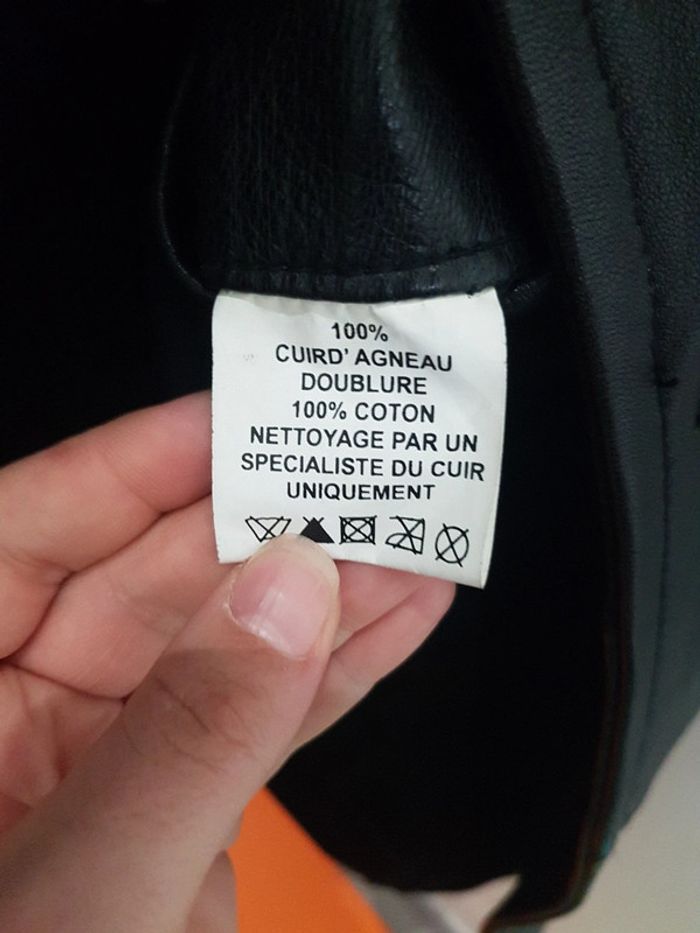 100%
CUIRD' AGNEAU
DOUBLURE
100% COTON
NETTOYAGE PAR UN
SPECIALISTE DU CUIR
UNIQUEMENT